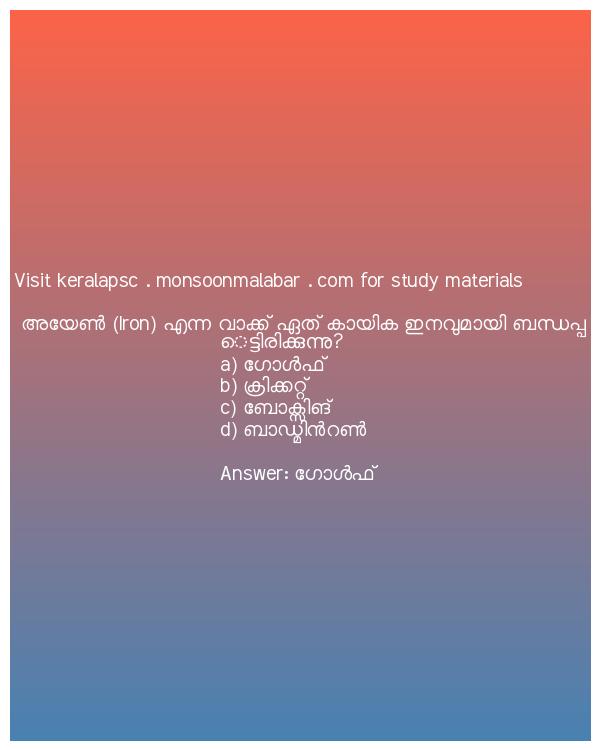 Visit keralapsc . monsoonmalabar . com for study materials
അയേൺ (Iron) എന്ന വാക്ക് ഏത് കായിക ഇനവുമായി ബന്ധപ്പ
െട്ടിരിക്കുന്നു?
a) ഗോൾഫ്
b) ക്രിക്കറ്റ്
c) ബോക്സിങ്
d) ബാഡ്മിൻറൺ
Answer: ഗോൾഫ്